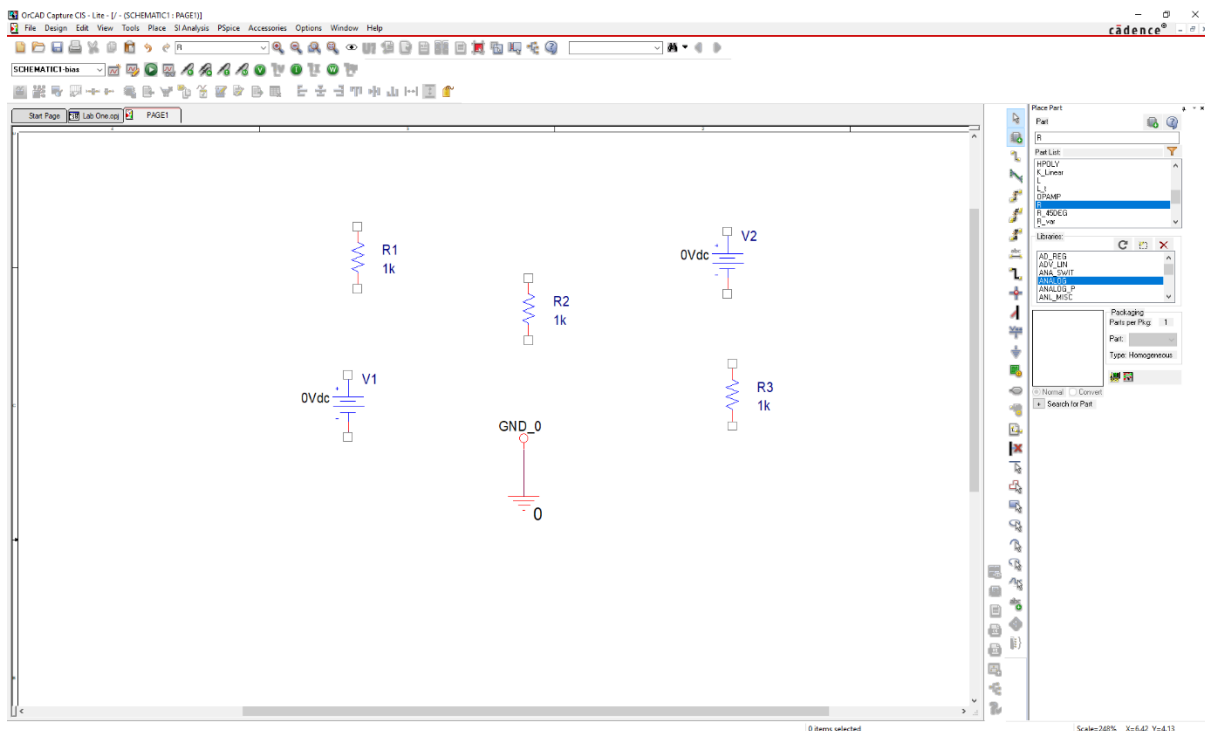 OrCAD Capture CIS - Lite - [/ - (SCHEMATIC1 : PAGE1)]
File Design Edit View Tools Place SI Analysis PSpice Accessories Options Window Help
cādence®
R
SCHEMATIC1-bias
Start Page Lab One.opj PAGE1
R1
1k
R2
1k
V2
0Vdc
V1
0Vdc
R3
1k
GND_0
0
Place Part
Part
R
Part List:
HPOLY
K_Linear
L
L_t
OPAMP
R
R_45DEG
R_var
Libraries:
AD_REG
ADV_LIN
ANA_SWIT
ANALOG
ANALOG_P
ANL_MISC
Packaging
Parts per Pkg: 1
Part:
Type: Homogeneous
Normal Convert
+ Search for Part
0 items selected
Scale=248% X=6.42 Y=4.13